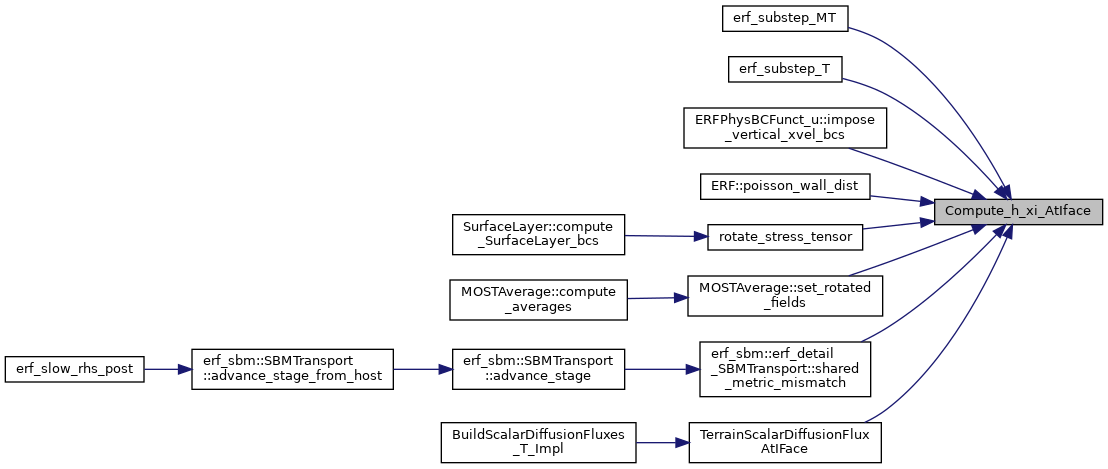 erf_substep_MT
erf_substep_T
ERFPhysBCFunct_u::impose
_vertical_xvel_bcs
ERF::poisson_wall_dist
Compute_h_xi_AtIface
SurfaceLayer::compute
_SurfaceLayer_bcs
rotate_stress_tensor
MOSTAverage::compute
_averages
MOSTAverage::set_rotated
_fields
erf_slow_rhs_post
erf_sbm::SBMTransport
::advance_stage_from_host
erf_sbm::SBMTransport
::advance_stage
erf_sbm::erf_detail
_SBMTransport::shared
_metric_mismatch
BuildScalarDiffusionFluxes
_T_Impl
TerrainScalarDiffusionFlux
AtIFace